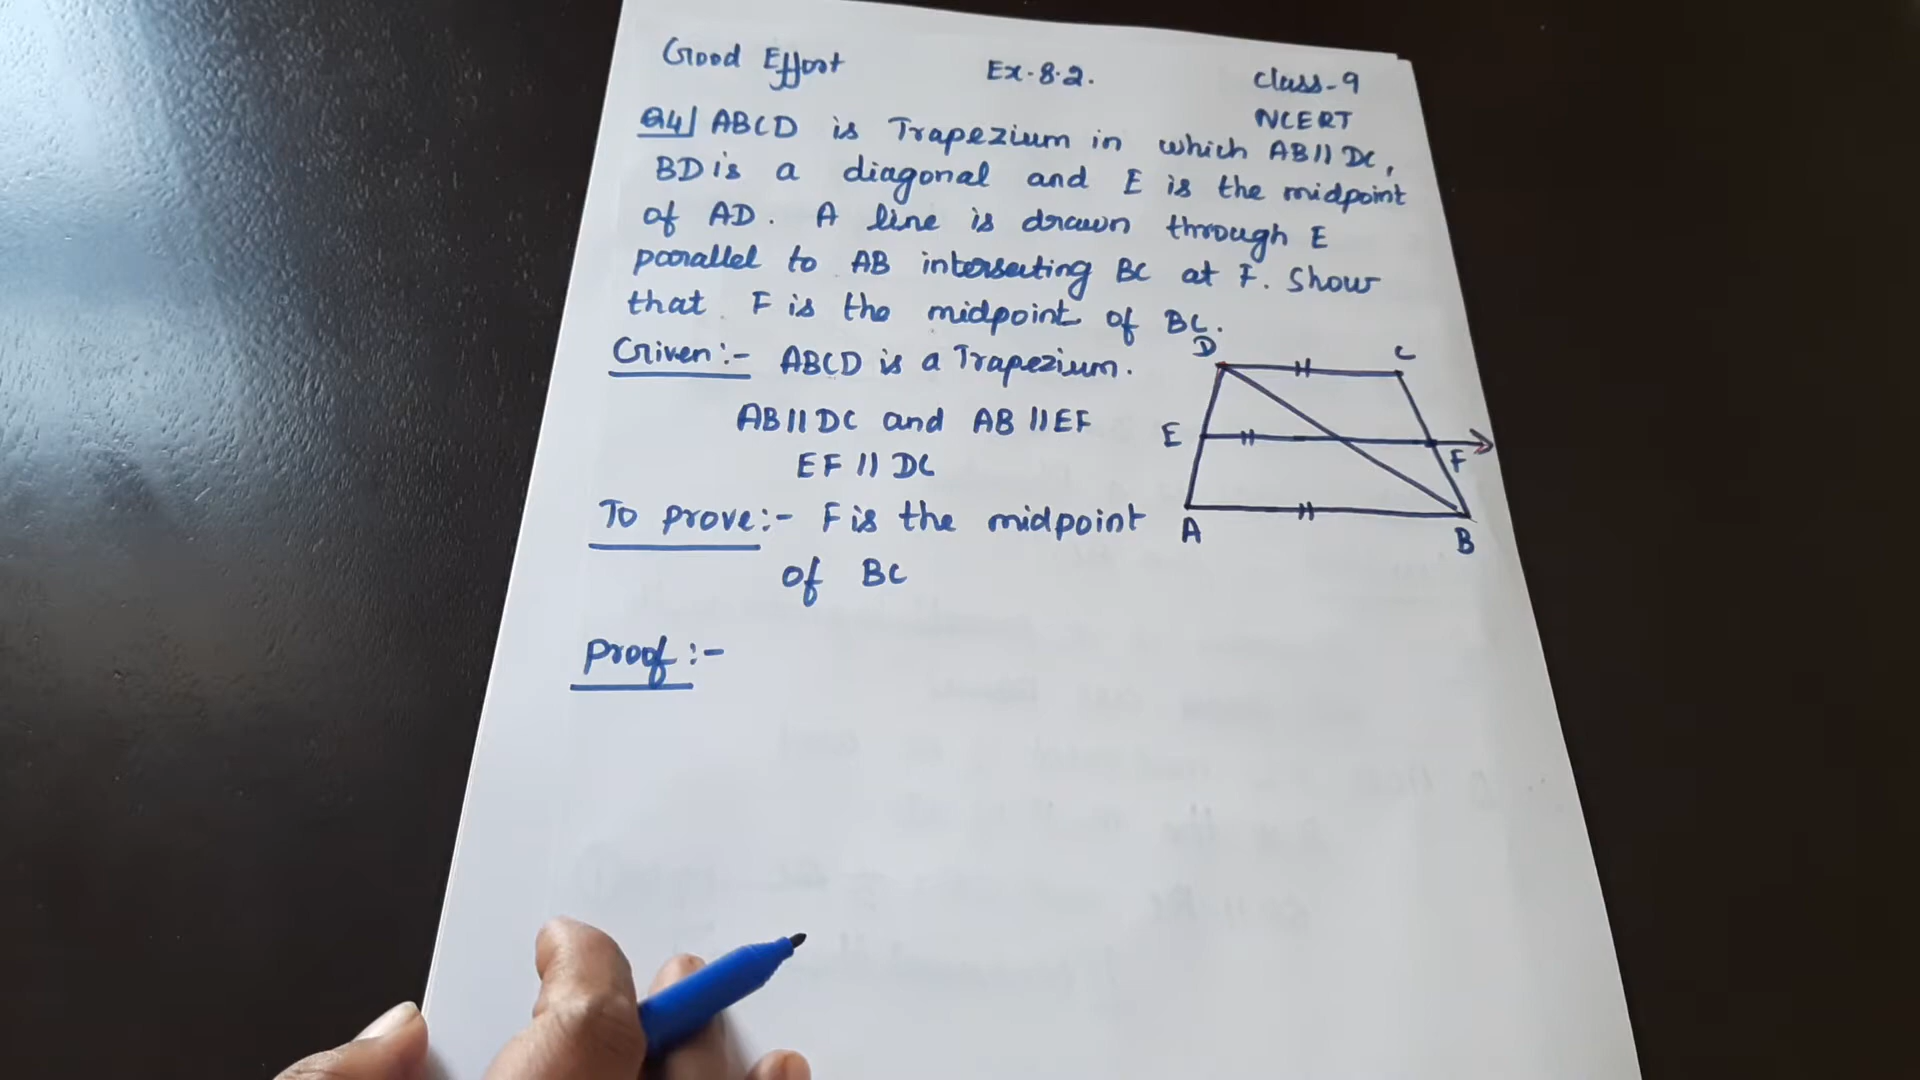 Good Effort Ex.8.2. Class-9
NCERT
Q4| ABCD is Trapezium in which AB || DC,
BD is a diagonal and E is the midpoint
of AD. A line is drawn through E
parallel to AB intersecting BC at F. Show
that F is the midpoint of BC.
Given:- ABCD is a Trapezium.
AB || DC and AB || EF
EF || DC
To prove:- F is the midpoint
of BC
Proof:-
D C
E F
A B